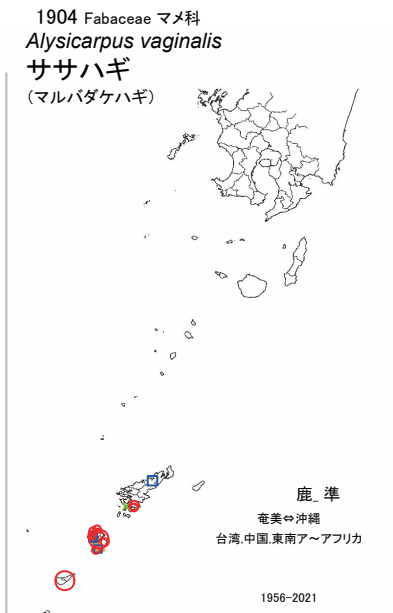 1904 Fabaceae マメ科
Alysicarpus vaginalis
ササハギ
(マルバダケハギ)
鹿_準
奄美⇔沖縄
台湾,中国,東南ア～アフリカ
1956-2021